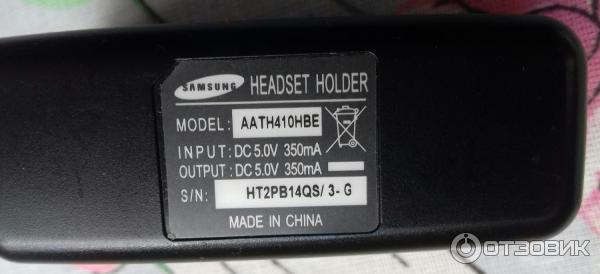 SAMSUNG HEADSET HOLDER
MODEL: AATH410HBE
INPUT: DC 5.0V 350mA
OUTPUT: DC 5.0V 350mA
S/N: HT2PB14QS/ 3- G
MADE IN CHINA
ОТЗОВИК